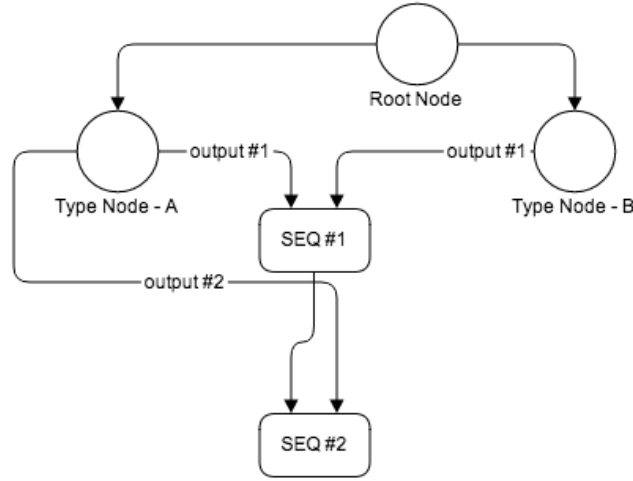 Root Node
output #1
output #1
Type Node - A
Type Node - B
SEQ #1
output #2
SEQ #2